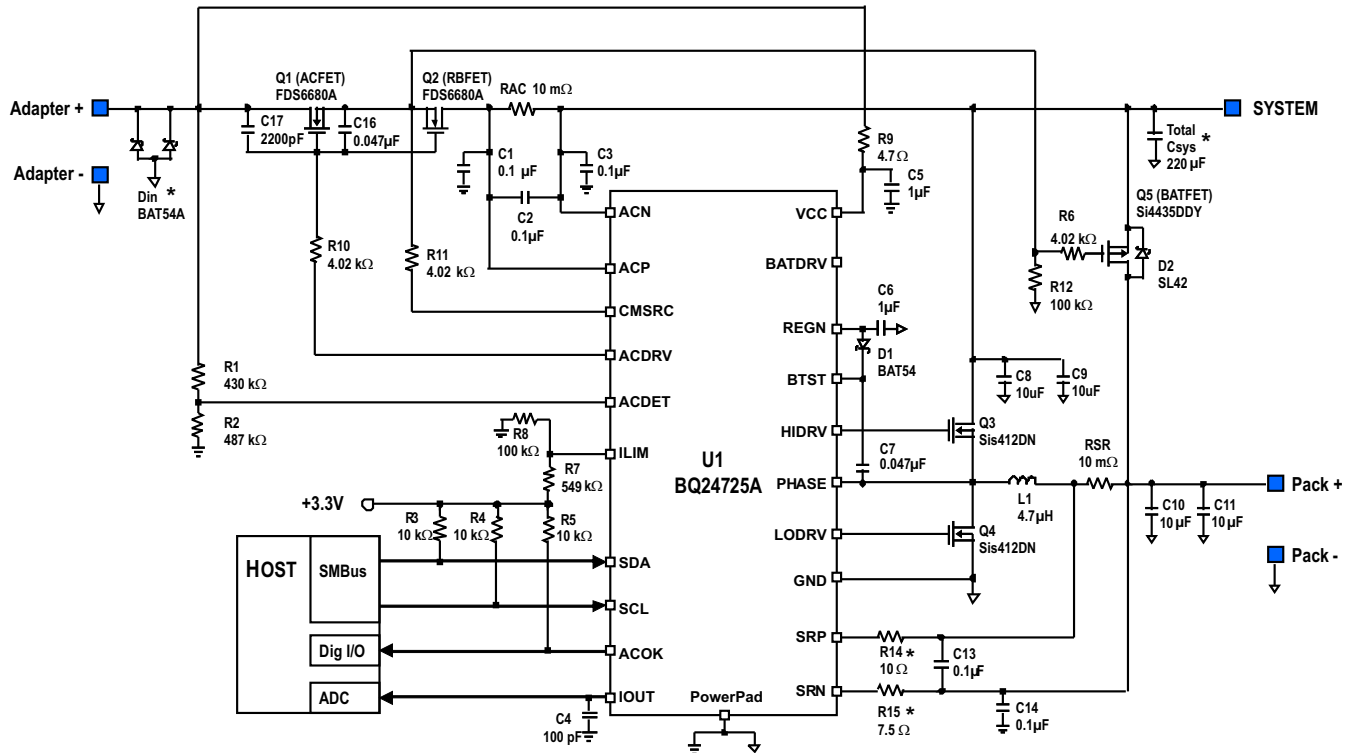 Q1 (ACFET)
FDS6680A
Q2 (RBFET)
FDS6680A
RAC 10 mΩ
Adapter +
C17
2200pF
C16
0.047µF
SYSTEM
Adapter -
Din *
BAT54A
C1
0.1 µF
C3
0.1µF
C2
0.1µF
R9
4.7Ω
C5
1µF
Total *
Csys
220 µF
Q5 (BATFET)
Si4435DDY
R6
4.02 kΩ
D2
SL42
R12
100 kΩ
R10
4.02 kΩ
R11
4.02 kΩ
ACN
ACP
CMSRC
ACDRV
ACDET
ILIM
SDA
SCL
ACOK
IOUT
VCC
BATDRV
REGN
BTST
HIDRV
PHASE
LODRV
GND
SRP
SRN
U1
BQ24725A
PowerPad
C6
1µF
D1
BAT54
C8
10uF
C9
10uF
R1
430 kΩ
R2
487 kΩ
R8
100 kΩ
R7
549 kΩ
+3.3V
R3
10 kΩ
R4
10 kΩ
R5
10 kΩ
Q3
Sis412DN
C7
0.047µF
RSR
10 mΩ
L1
4.7µH
Q4
Sis412DN
C10
10 µF
C11
10 µF
Pack +
Pack -
HOST
SMBus
Dig I/O
ADC
C4
100 pF
R14 *
10 Ω
C13
0.1µF
R15 *
7.5 Ω
C14
0.1µF